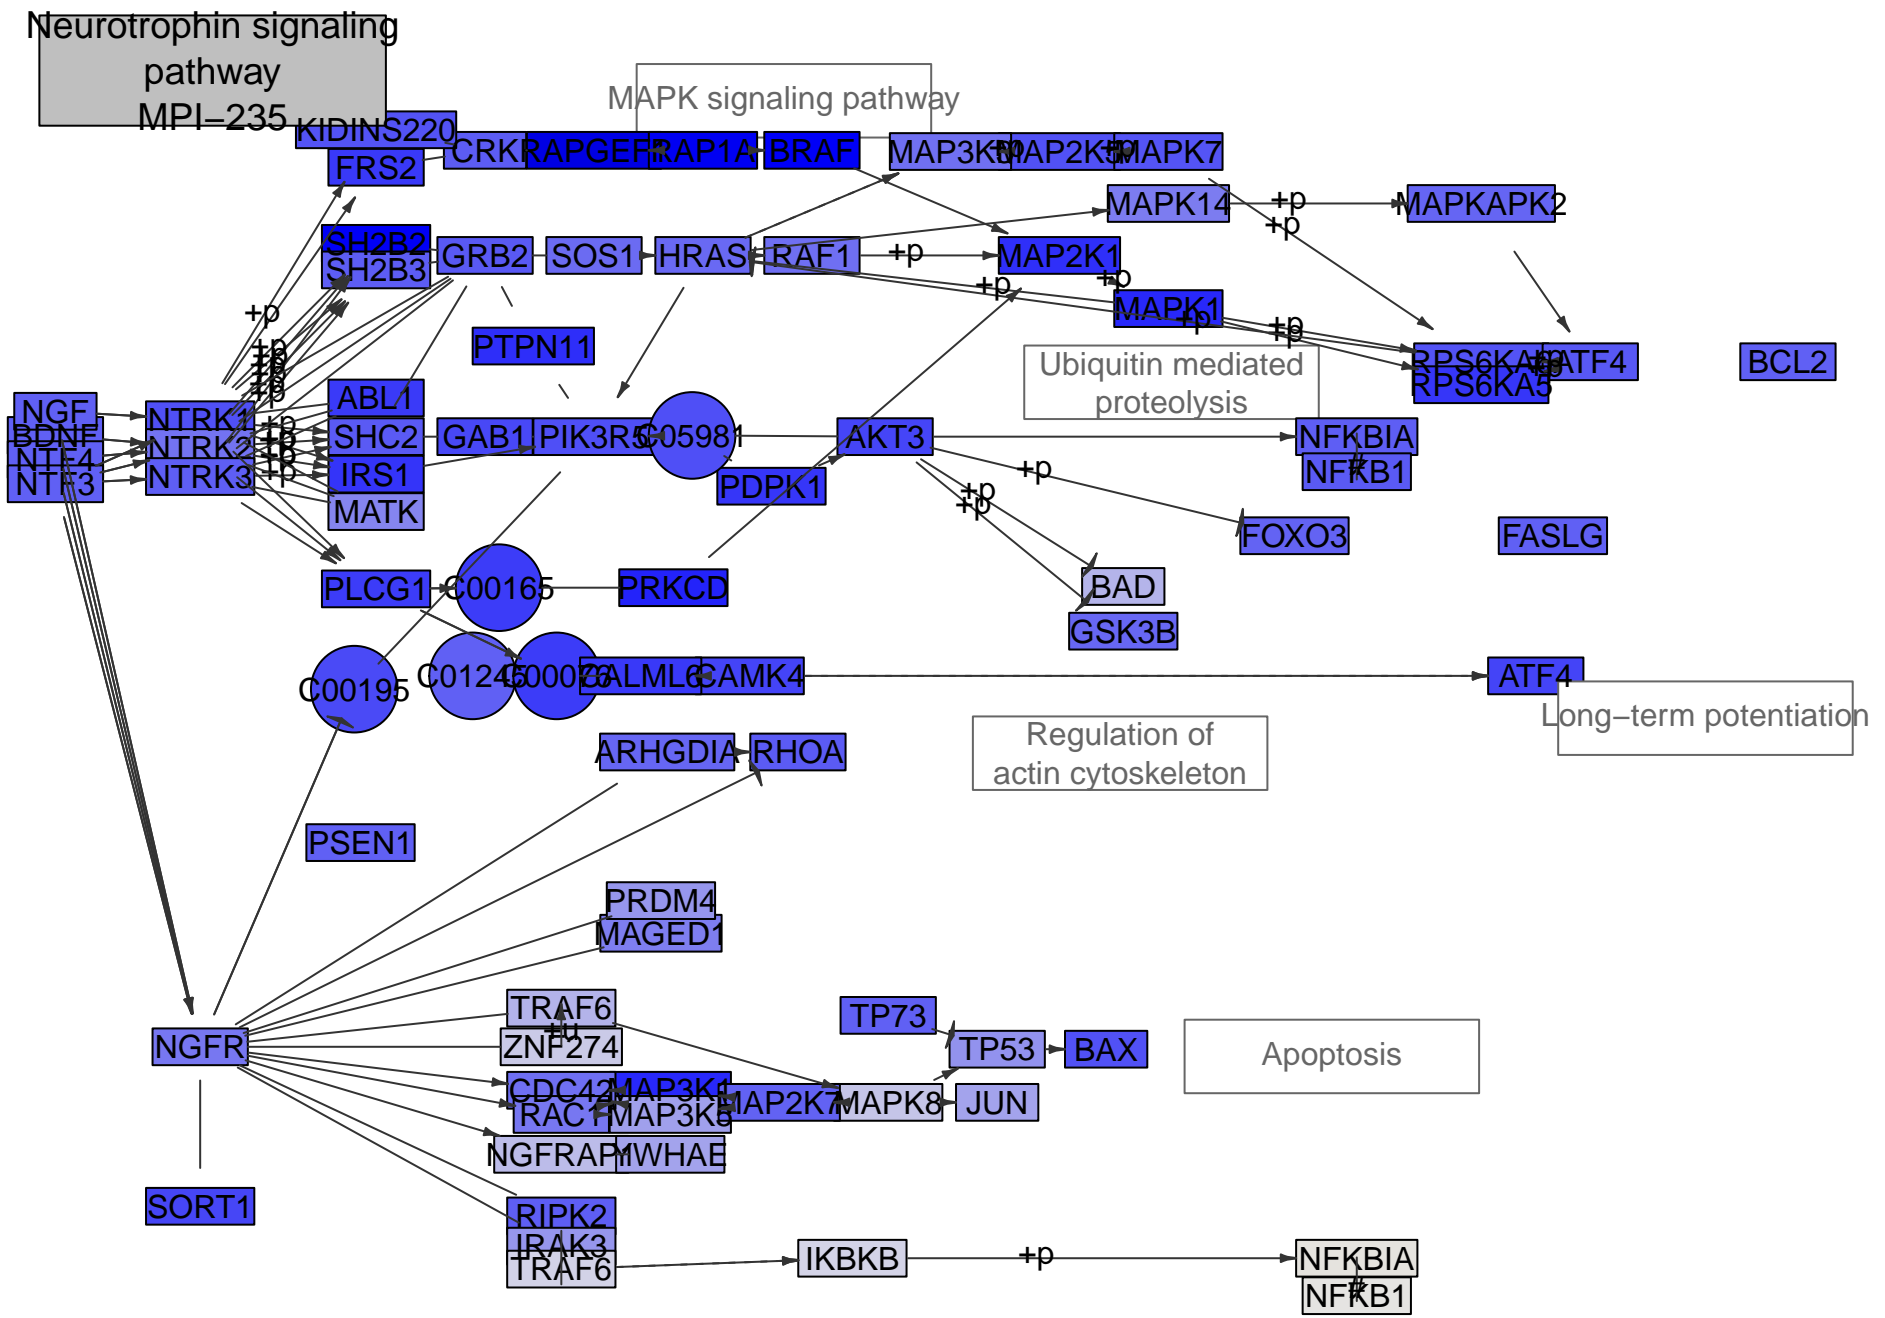 Neurotrophin signaling
pathway
MPI−235
MAPK signaling pathway
KIDINS220
FRS2
RAP1A
BRAF
MAPK7
MAPK14
+p
MAPKAPK2
+p
SH2B2
SH2B3
GRB2
SOS1
HRAS
RAF1
+p
MAP2K1
+p
+p
MAPK1
+p
+p
+p
+p
PTPN11
Ubiquitin mediated
proteolysis
RPS6KA5
ATF4
BCL2
+p
+p
+p
+p
+p
NGF
BDNF
NTF4
NTF3
NTRK1
NTRK2
NTRK3
+p
+p
+p
+p
ABL1
SHC2
IRS1
MATK
GAB1
PIK3R5
C05981
PDPK1
AKT3
+p
+p
+p
NFKBIA
NFKB1
FOXO3
FASLG
BAD
GSK3B
PLCG1
C00165
PRKCD
C00195
C01245
C00076
CALML6
CAMK4
ATF4
Long−term potentiation
Regulation of
actin cytoskeleton
ARHGDIA
RHOA
PSEN1
PRDM4
MAGED1
NGFR
TRAF6
+u
ZNF274
CDC42
RAC1
MAP3K1
MAP3K5
MAP2K7
MAPK8
JUN
TP73
TP53
BAX
Apoptosis
NGFRAP1
YWHAE
SORT1
RIPK2
IRAK3
TRAF6
IKBKB
+p
NFKBIA
NFKB1